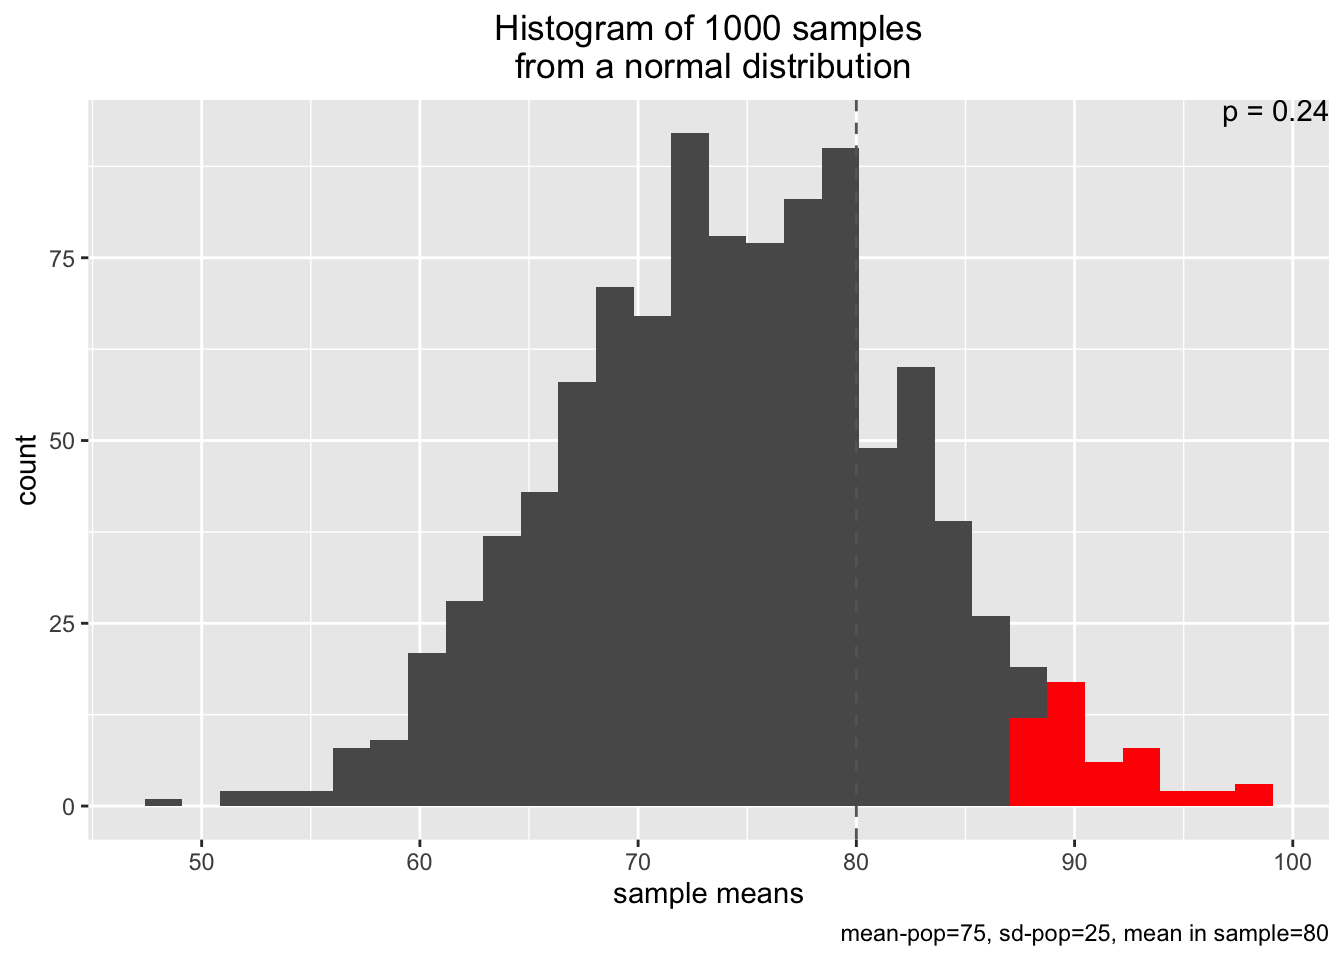 Histogram of 1000 samples
from a normal distribution
p = 0.24
75
50
25
0
count
50 60 70 80 90 100
sample means
mean-pop=75, sd-pop=25, mean in sample=80